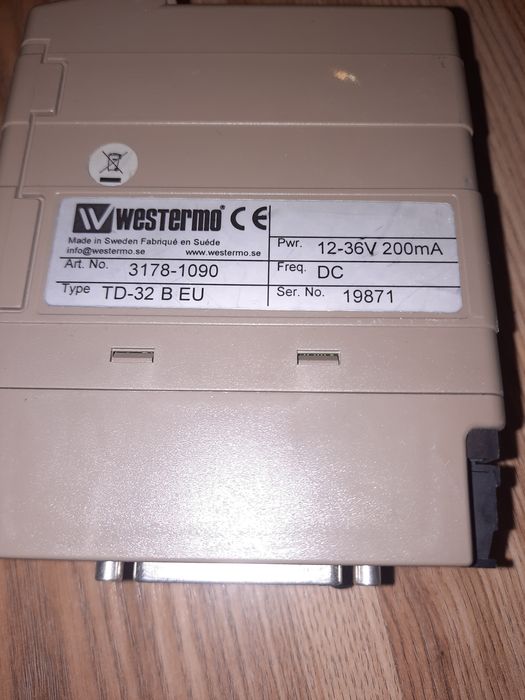 Westermo® CE
Made in Sweden Fabriqué en Suéde
info@westermo.se www.westermo.se
Pwr. 12-36V 200mA
Art. No. 3178-1090
Freq. DC
Type TD-32 B EU
Ser. No. 19871